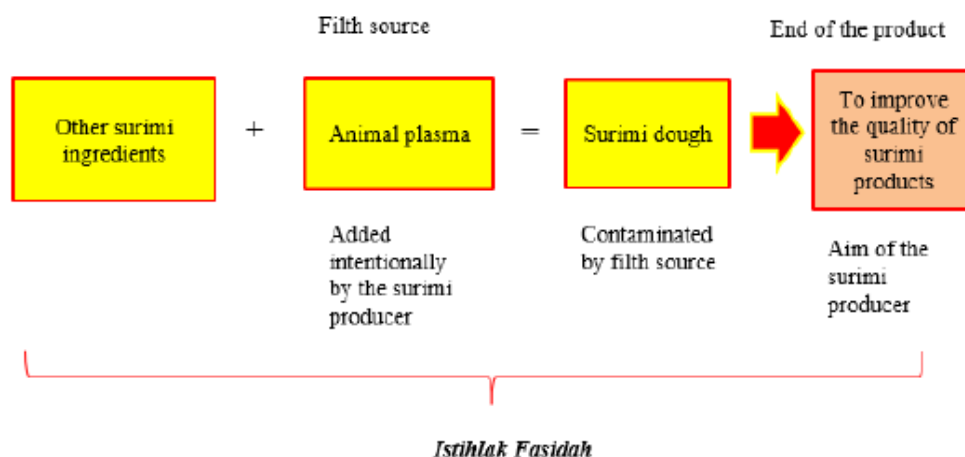 Filth source
End of the product
Other surimi
ingredients
+
Animal plasma
=
Surimi dough
To improve
the quality of
surimi
products
Added
intentionally
by the surimi
producer
Contaminated
by filth source
Aim of the
surimi
producer
Istihlak Fasidah